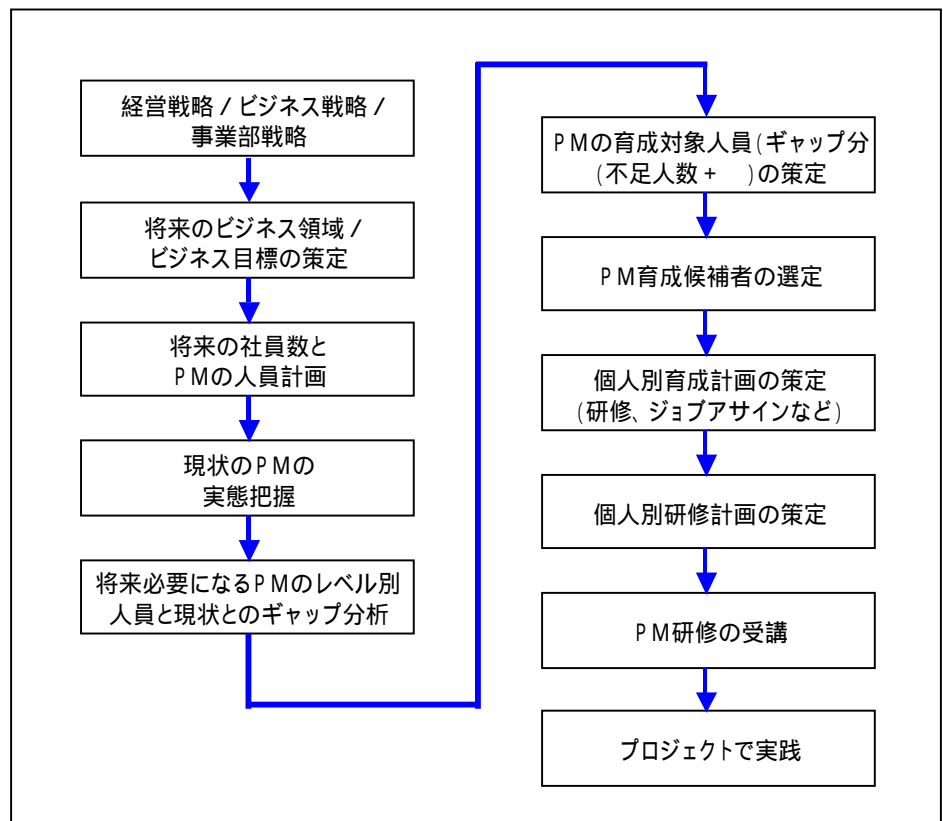 経営戦略 / ビジネス戦略 /
事業部戦略
将来のビジネス領域 /
ビジネス目標の策定
将来の社員数と
PMの人員計画
現状のPMの
実態把握
将来必要になるPMのレベル別
人員と現状とのギャップ分析
PMの育成対象人員(ギャップ分
(不足人数+　)の策定
PM育成候補者の選定
個人別育成計画の策定
(研修、ジョブアサインなど)
個人別研修計画の策定
PM研修の受講
プロジェクトで実践